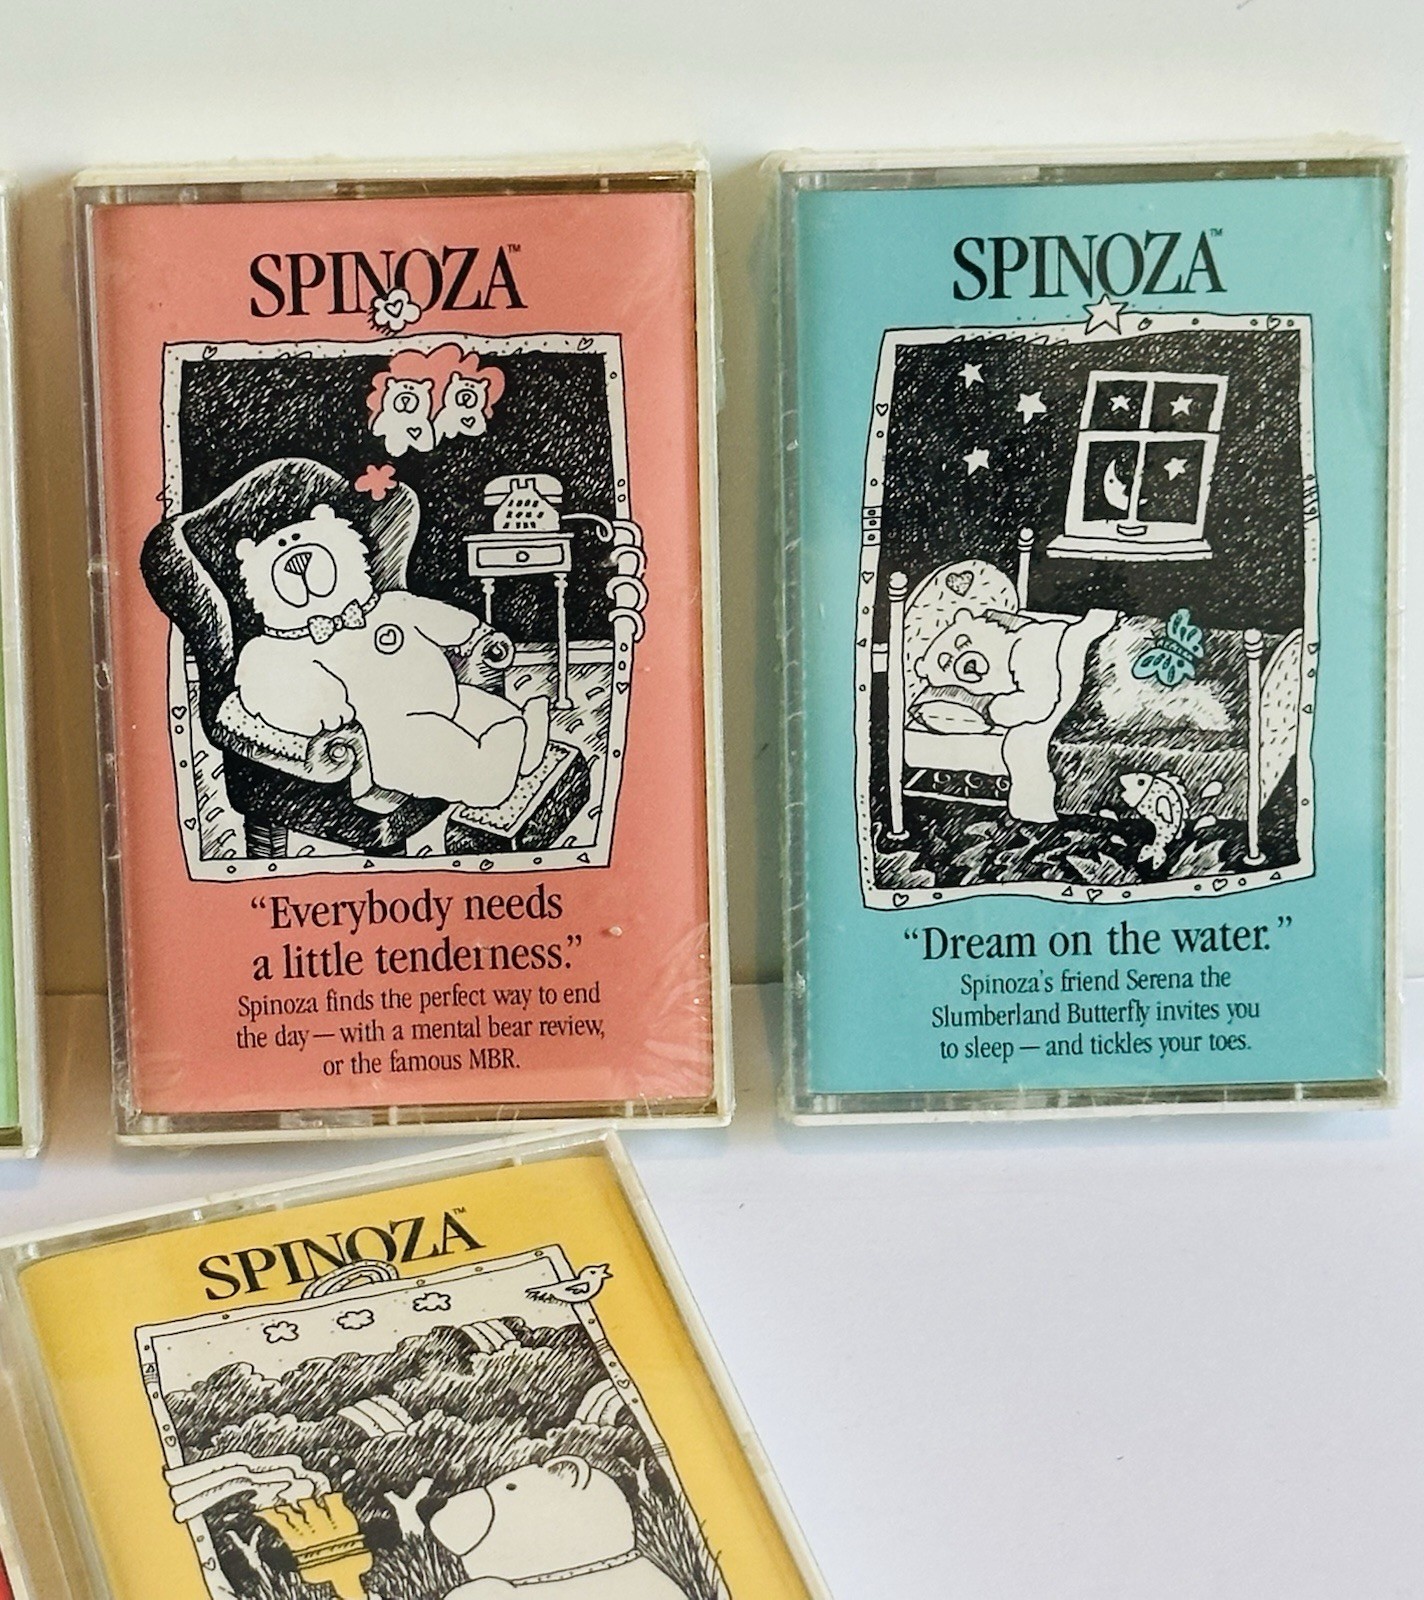 SPINOZA™
“Everybody needs
a little tenderness.”
Spinoza finds the perfect way to end
the day — with a mental bear review,
or the famous MBR.
SPINOZA™
“Dream on the water.”
Spinoza’s friend Serena the
Slumberland Butterfly invites you
to sleep — and tickles your toes.
SPINOZA™